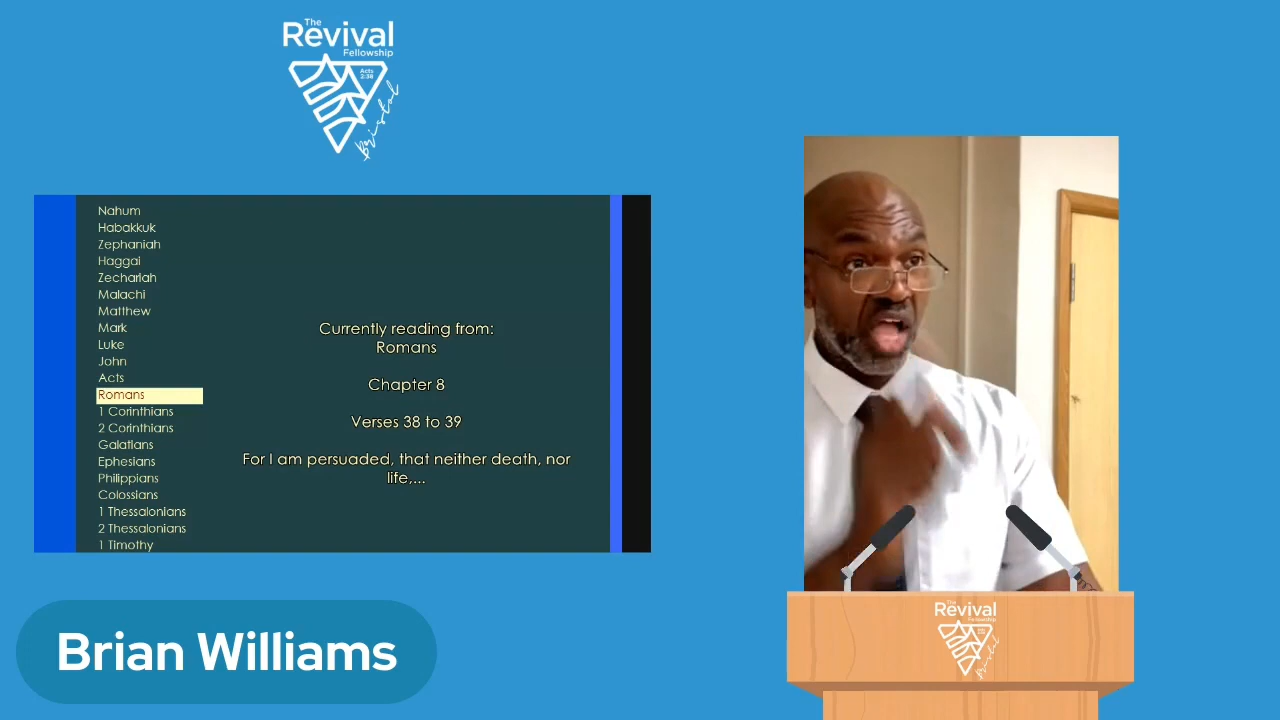 The
Revival
Fellowship
Acts
2:38
Bristol
Nahum
Habakkuk
Zephaniah
Haggai
Zechariah
Malachi
Matthew
Mark
Luke
John
Acts
Romans
1 Corinthians
2 Corinthians
Galatians
Ephesians
Philippians
Colossians
1 Thessalonians
2 Thessalonians
1 Timothy
Currently reading from:
Romans
Chapter 8
Verses 38 to 39
For I am persuaded, that neither death, nor
life,...
Brian Williams
The
Revival
Fellowship
Bristol